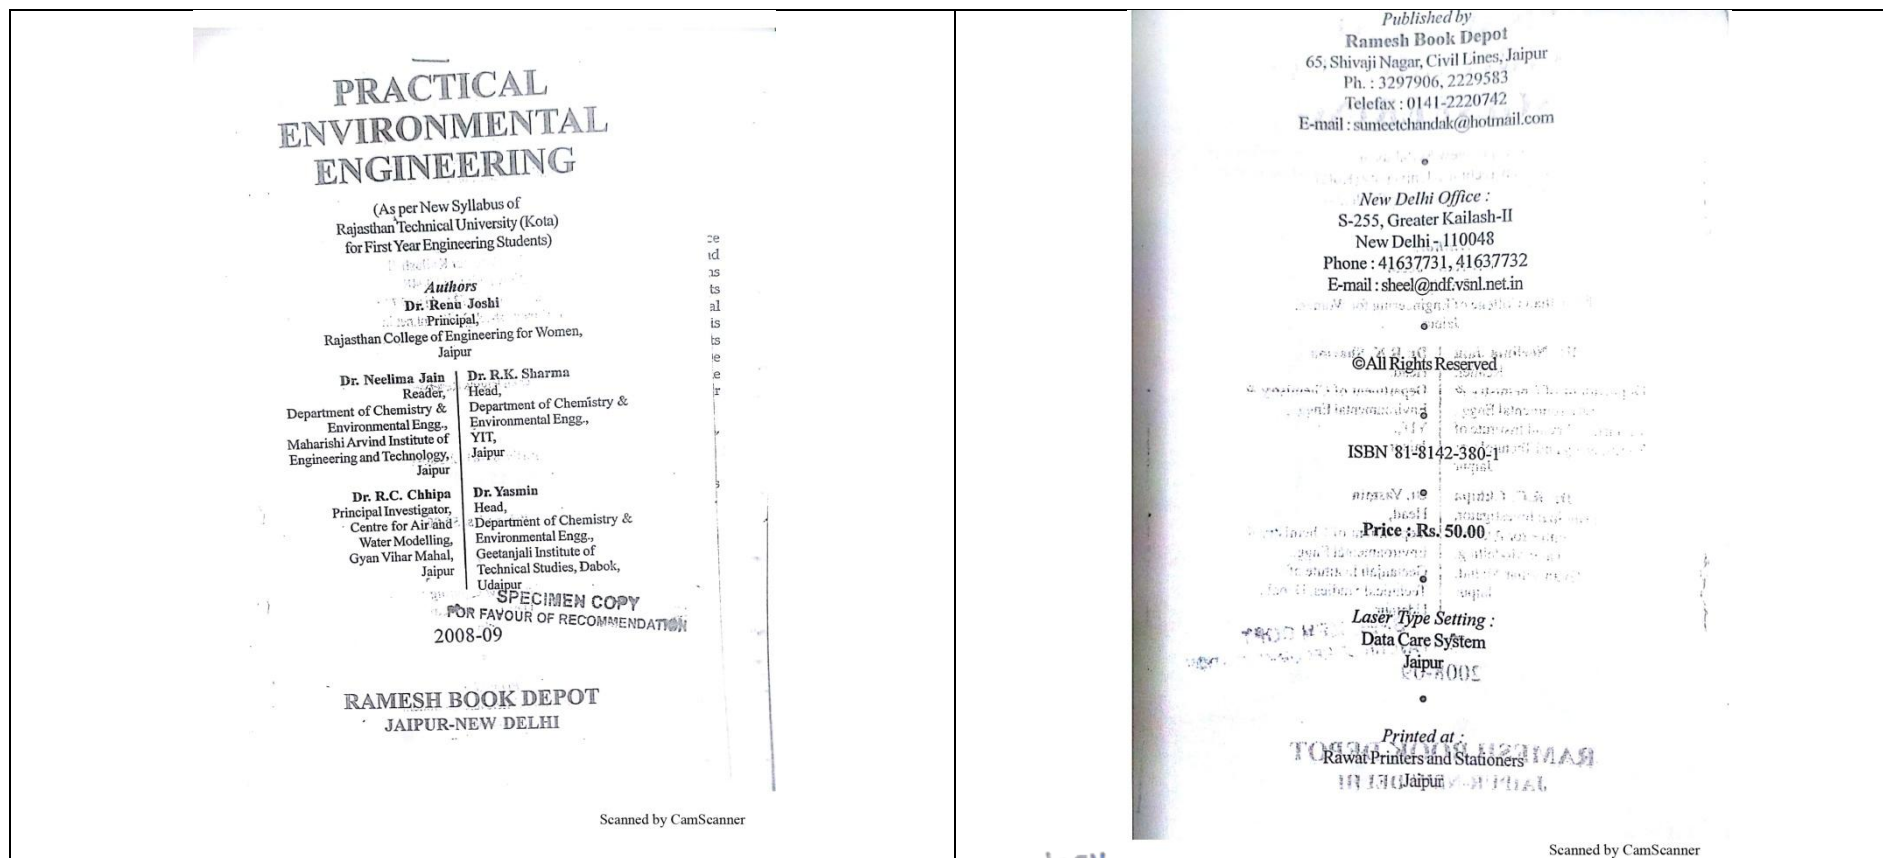 PRACTICAL
ENVIRONMENTAL
ENGINEERING
(As per New Syllabus of
Rajasthan Technical University (Kota)
for First Year Engineering Students)
Authors
Dr. Renu Joshi
Principal,
Rajasthan College of Engineering for Women,
Jaipur
Dr. Neelima Jain
Reader,
Department of Chemistry &
Environmental Engg.,
Maharishi Arvind Institute of
Engineering and Technology,
Jaipur
Dr. R.K. Sharma
Head,
Department of Chemistry &
Environmental Engg.,
YIT,
Jaipur
Dr. R.C. Chhipa
Principal Investigator,
Centre for Air and
Water Modelling,
Gyan Vihar Mahal,
Jaipur
Dr. Yasmin
Head,
Department of Chemistry &
Environmental Engg.,
Geetanjali Institute of
Technical Studies, Dabok,
Udaipur
SPECIMEN COPY
FOR FAVOUR OF RECOMMENDATION
2008-09
RAMESH BOOK DEPOT
JAIPUR-NEW DELHI
Scanned by CamScanner
Published by
Ramesh Book Depot
65, Shivaji Nagar, Civil Lines, Jaipur
Ph. : 3297906, 2229583
Telefax : 0141-2220742
E-mail : sumeetchandak@hotmail.com
New Delhi Office :
S-255, Greater Kailash-II
New Delhi - 110048
Phone : 41637731, 41637732
E-mail : sheel@ndf.vsnl.net.in
©All Rights Reserved
ISBN 81-8142-380-1
Price : Rs. 50.00
Laser Type Setting :
Data Care System
Jaipur
Printed at :
Rawat Printers and Stationers
Jaipur
Scanned by CamScanner